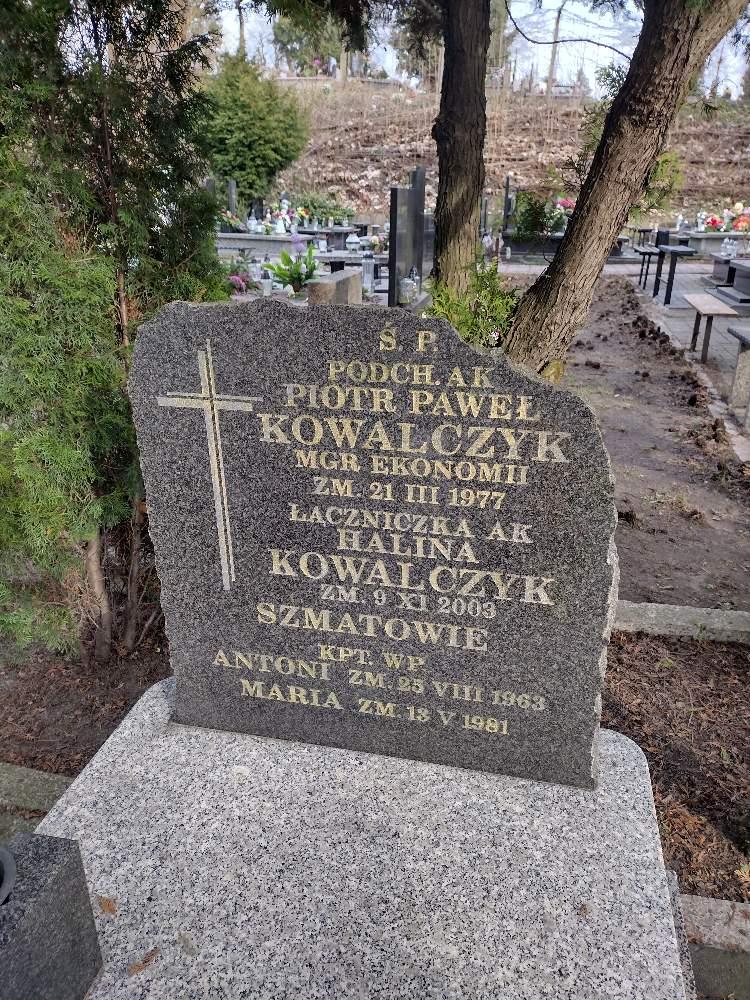 Ś. P.
PODCH. AK
PIOTR PAWEŁ
KOWALCZYK
MGR EKONOMII
ZM. 21 III 1977
ŁĄCZNICZKA AK
HALINA
KOWALCZYK
ZM. 9 XI 2003
SZMATOWIE
KPT. WP
ANTONI ZM. 25 VIII 1963
MARIA ZM. 13 V 1981